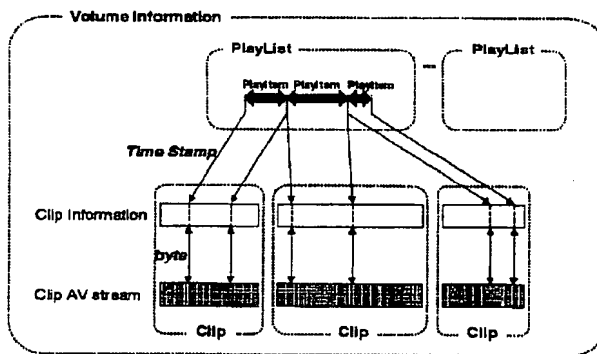 Volume Information
PlayList
PlayList
PlayItem PlayItem PlayItem
Time Stamp
Clip Information
byte
Clip AV stream
Clip
Clip
Clip